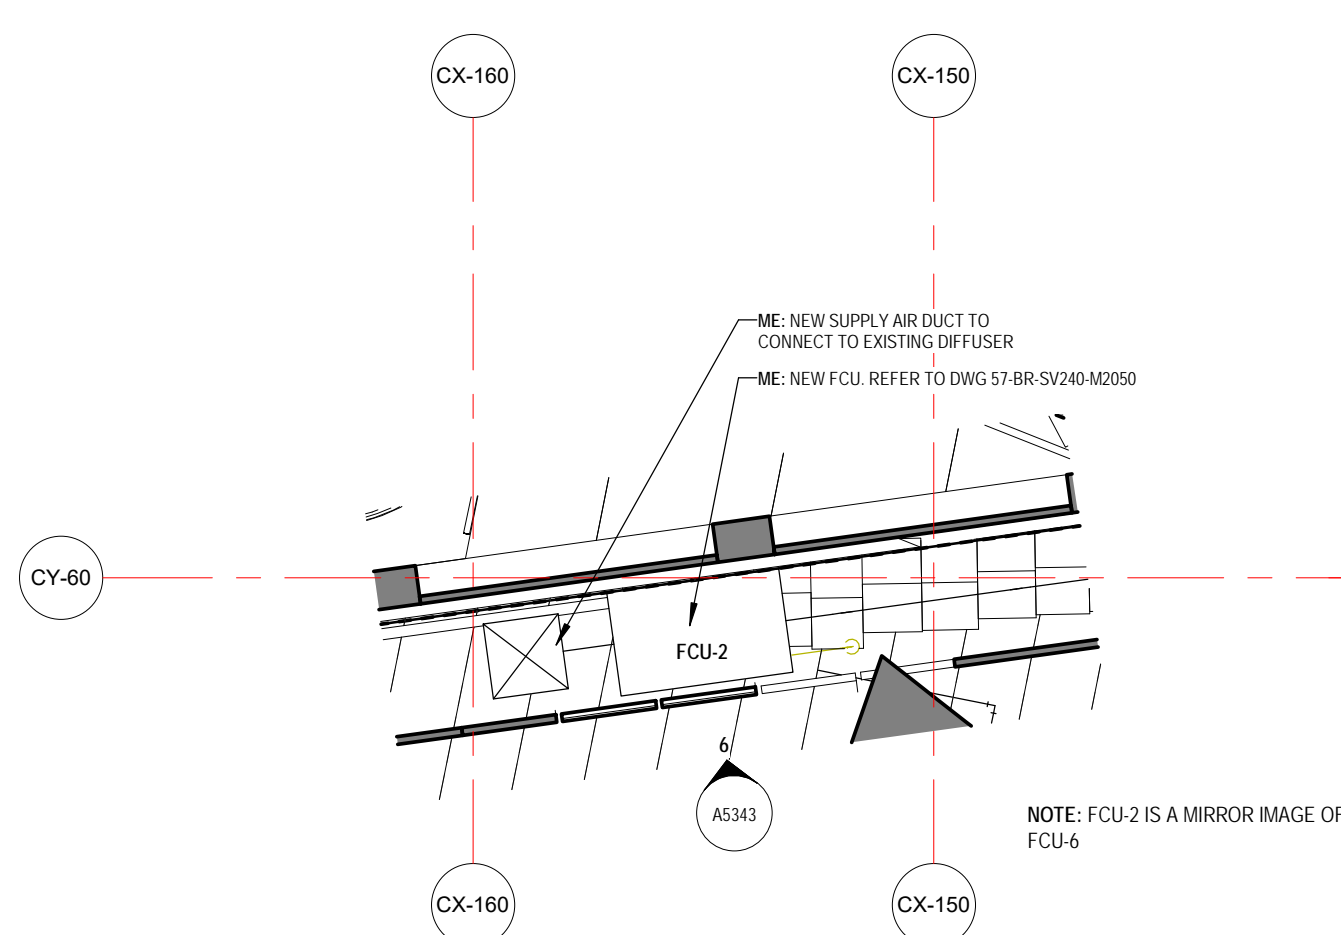 CX-160
CX-150
ME: NEW SUPPLY AIR DUCT TO
CONNECT TO EXISTING DIFFUSER
ME: NEW FCU. REFER TO DWG 57-BR-SV240-M2050
CY-60
FCU-2
6
A5343
NOTE: FCU-2 IS A MIRROR IMAGE OF
FCU-6
CX-160
CX-150